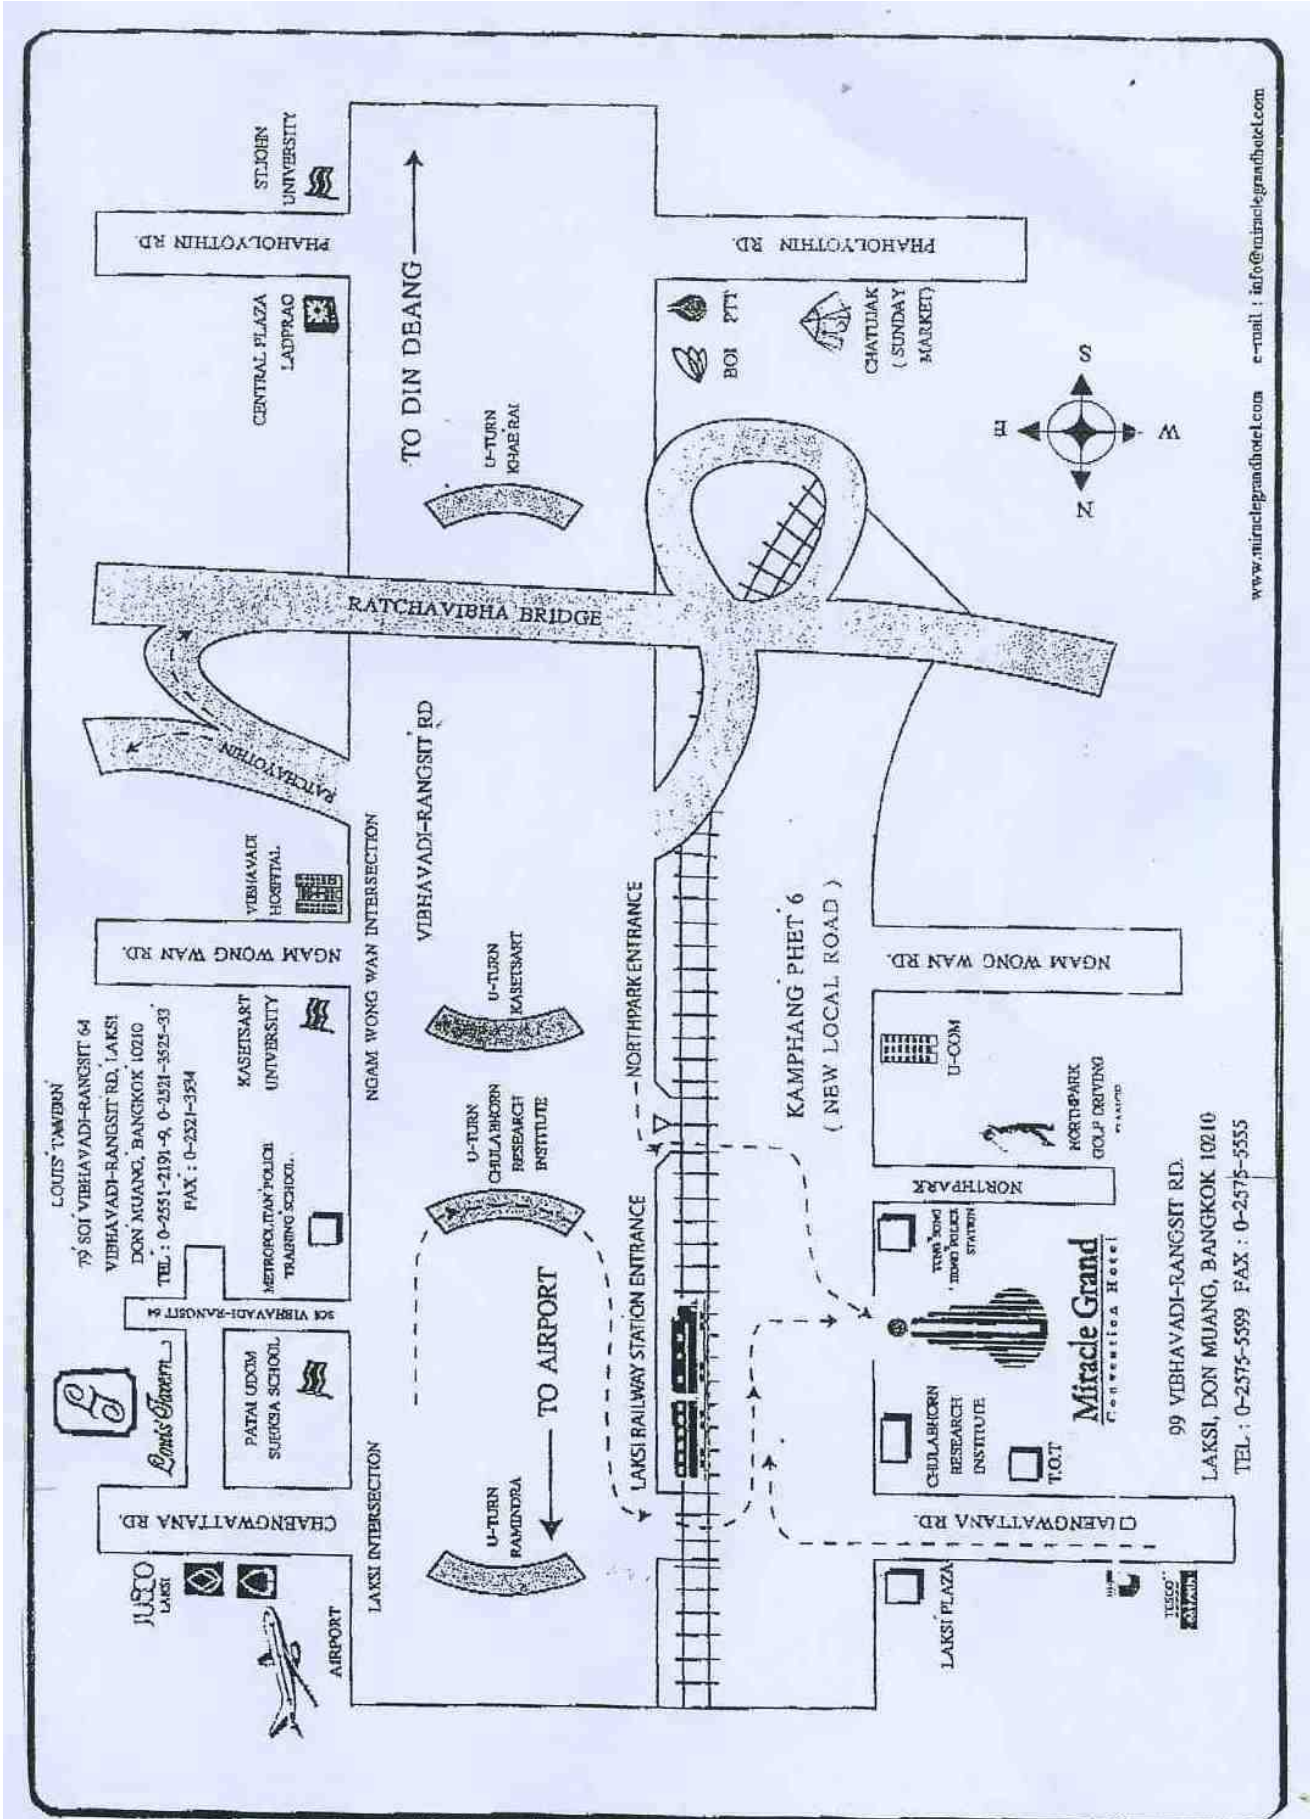 LOUIS' TAVERN
79 SOI VIBHAVADI-RANGSIT 64
VIBHAVADI-RANGSIT RD, LAKSI
DON MUANG, BANGKOK 10210
TEL : 0-2551-2191-9, 0-2521-3525-33
FAX : 0-2521-3534
JUSCO
LAKSI
AIRPORT
CHAENGWATTANA RD.
Louis' Tavern
PATAI UDOM
SUEKSA SCHOOL
SOI VIBHAVADI-RANGSIT 64
METROPOLITAN POLICE
TRAINING SCHOOL.
KASETSART
UNIVERSITY
NGAM WONG WAN RD.
VIBHAVADI
HOSPITAL
RATCHAYOTHIN
CENTRAL PLAZA
LADPRAO
PHAHOLYOTHIN RD.
ST.JOHN
UNIVERSITY
LAKSI INTERSECTION
NGAM WONG WAN INTERSECTION
VIBHAVADI-RANGSIT RD
RATCHAVIBHA BRIDGE
TO DIN DEANG
U-TURN
RAMINDRA
TO AIRPORT
U-TURN
CHULABHORN
RESEARCH
INSTITUTE
U-TURN
KASETSART
U-TURN
KHAE RAI
LAKSI RAILWAY STATION ENTRANCE
NORTHPARK ENTRANCE
KAMPHANG PHET 6
( NEW LOCAL ROAD )
BOI
PTT
CHATUJAK
( SUNDAY
MARKET)
PHAHOLYOTHIN RD.
LAKSI PLAZA
TESCO
CHAENGWATTANA RD.
CHULABHORN
RESEARCH
INSTITUTE
T.O.T
Miracle Grand
Convention Hotel
POLICE
STATION
NORTHPARK
NORTHPARK
GOLF DRIVING
U-COM
NGAM WONG WAN RD.
N
E
S
W
99 VIBHAVADI-RANGSIT RD.
LAKSI, DON MUANG, BANGKOK 10210
TEL : 0-2575-5599 FAX : 0-2575-5555
www.miraclegrandhotel.com e-mail : info@miraclegrandhotel.com